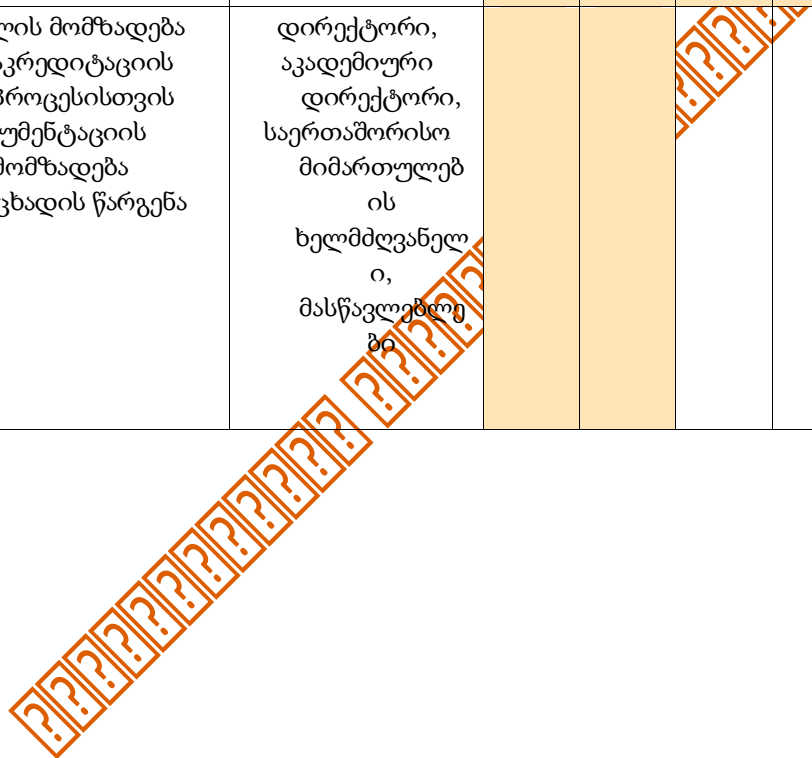 ლის მომზადება
აკრედიტაციის
პროცესისთვის
უმენტაციის
მომზადება
ცხადის წარგენა
დირექტორი,
აკადემიური
დირექტორი,
საერთაშორისო
მიმართულებ
ის
ხელმძღვანელ
ი,
მასწავლებლე
ბი